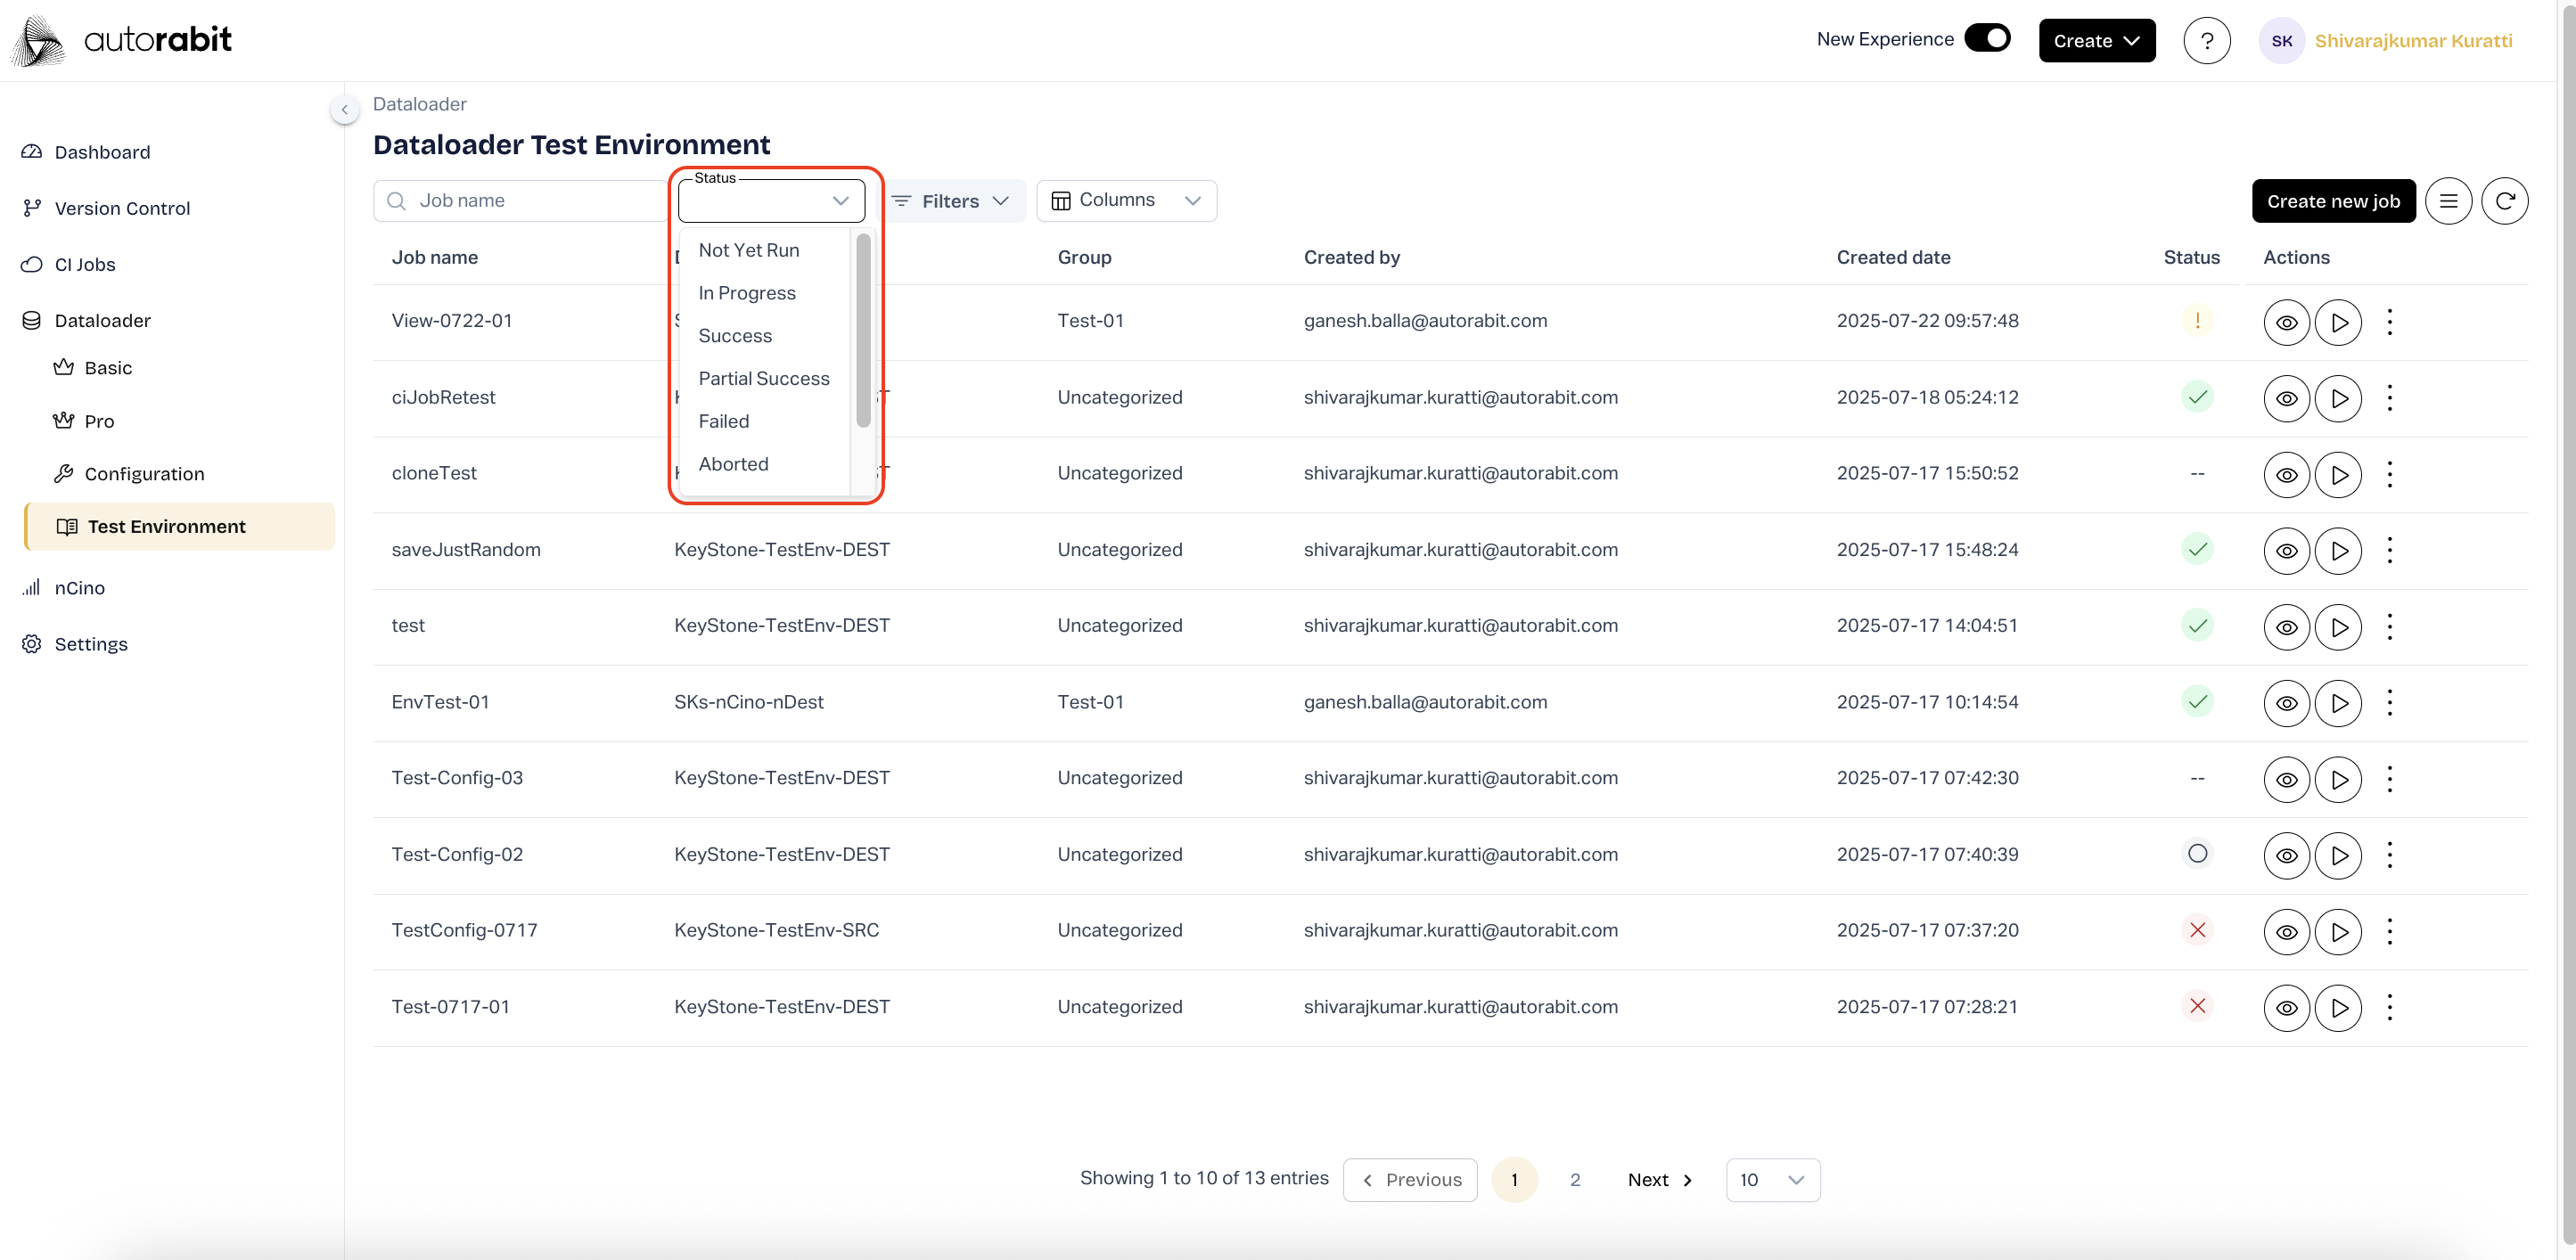 autorabit
New Experience
Create
?
SK
Shivarajkumar Kuratti
Dashboard
Version Control
CI Jobs
Dataloader
Basic
Pro
Configuration
Test Environment
nCino
Settings
Dataloader
Dataloader Test Environment
Job name
Status
Filters
Columns
Create new job
Not Yet Run
In Progress
Success
Partial Success
Failed
Aborted
Job name Group Created by Created date Status Actions
View-0722-01 Test-01 ganesh.balla@autorabit.com 2025-07-22 09:57:48 !
ciJobRetest Uncategorized shivarajkumar.kuratti@autorabit.com 2025-07-18 05:24:12
cloneTest Uncategorized shivarajkumar.kuratti@autorabit.com 2025-07-17 15:50:52 --
saveJustRandom KeyStone-TestEnv-DEST Uncategorized shivarajkumar.kuratti@autorabit.com 2025-07-17 15:48:24
test KeyStone-TestEnv-DEST Uncategorized shivarajkumar.kuratti@autorabit.com 2025-07-17 14:04:51
EnvTest-01 SKs-nCino-nDest Test-01 ganesh.balla@autorabit.com 2025-07-17 10:14:54
Test-Config-03 KeyStone-TestEnv-DEST Uncategorized shivarajkumar.kuratti@autorabit.com 2025-07-17 07:42:30 --
Test-Config-02 KeyStone-TestEnv-DEST Uncategorized shivarajkumar.kuratti@autorabit.com 2025-07-17 07:40:39
TestConfig-0717 KeyStone-TestEnv-SRC Uncategorized shivarajkumar.kuratti@autorabit.com 2025-07-17 07:37:20
Test-0717-01 KeyStone-TestEnv-DEST Uncategorized shivarajkumar.kuratti@autorabit.com 2025-07-17 07:28:21
Showing 1 to 10 of 13 entries Previous 1 2 Next 10